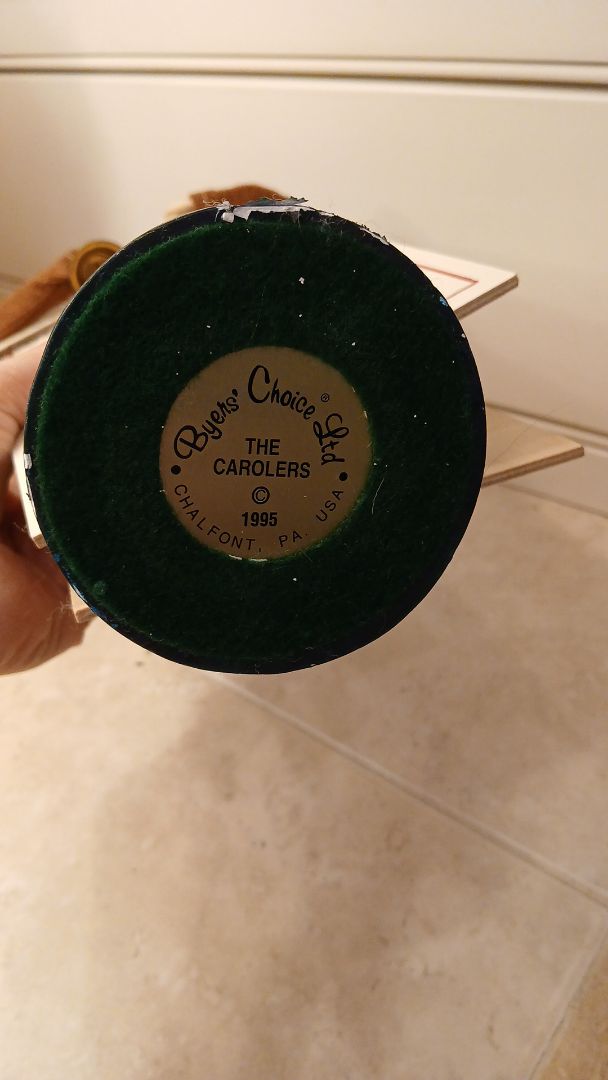 Byers' Choice® Ltd
THE
CAROLERS
©
1995
CHALFONT, PA. USA